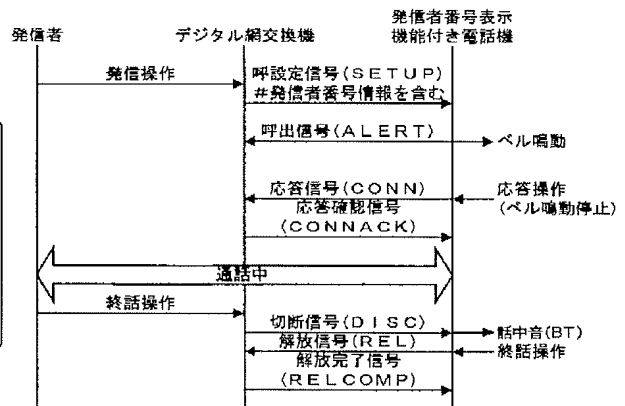 発信者
デジタル網交換機
発信者番号表示
機能付き電話機
発信操作
呼設定信号(SETUP)
#発信者番号情報を含む
呼出信号(ALERT)
ベル鳴動
応答信号(CONN)
応答操作
(ベル鳴動停止)
応答確認信号
(CONNACK)
通話中
終話操作
切断信号(DISC)
話中音(BT)
解放信号(REL)
終話操作
解放完了信号
(RELCOMP)